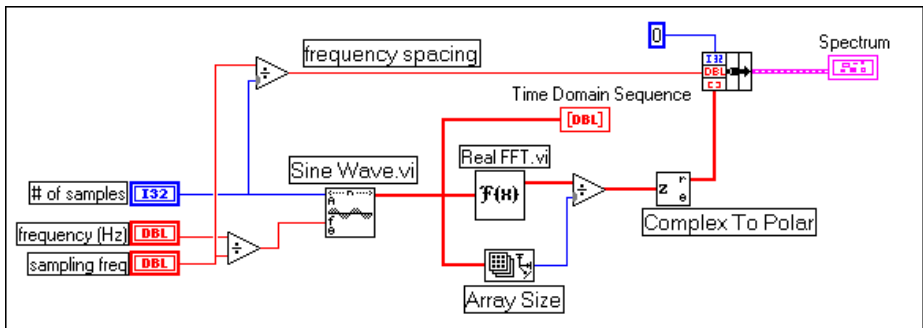 frequency spacing
0
I32
DBL
[ ]
Spectrum
Time Domain Sequence
[DBL]
Real FFT.vi
Sine Wave.vi
# of samples
I32
n
A
f
θ
F(x)
÷
z
r
θ
Complex To Polar
frequency (Hz)
DBL
÷
sampling freq
DBL
÷
Array Size